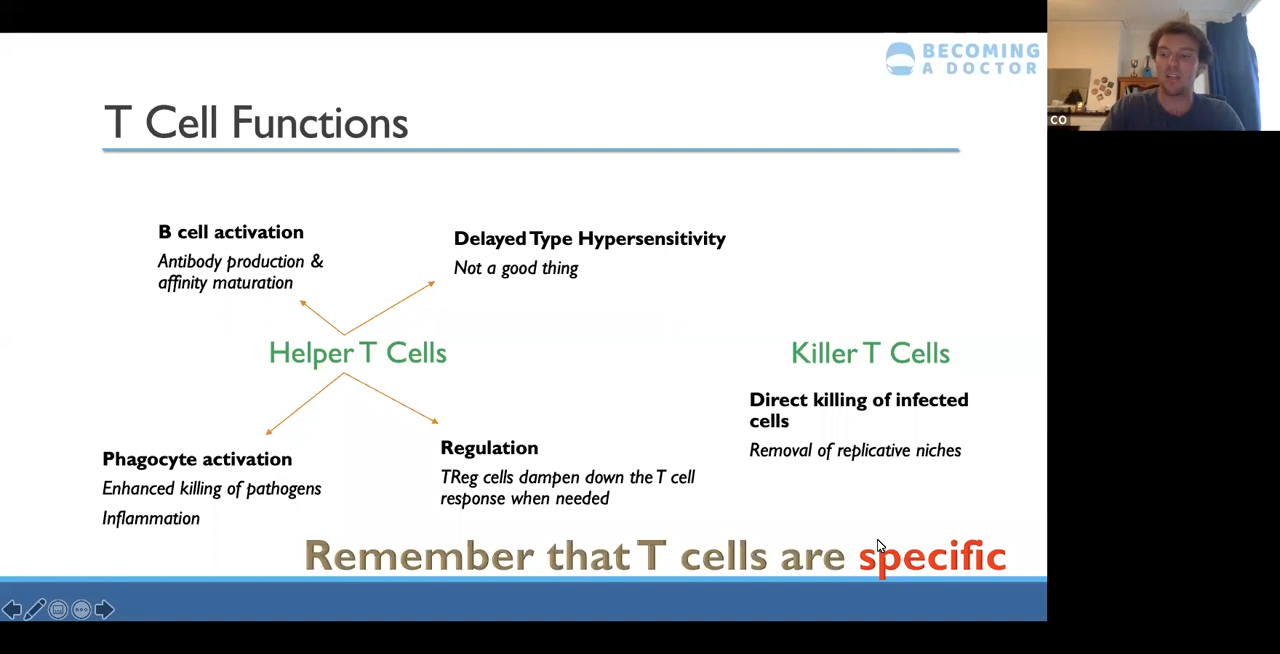 BECOMING
A DOCTOR
CO
T Cell Functions
B cell activation
Antibody production &
affinity maturation
Delayed Type Hypersensitivity
Not a good thing
Helper T Cells
Killer T Cells
Direct killing of infected
cells
Removal of replicative niches
Phagocyte activation
Enhanced killing of pathogens
Inflammation
Regulation
TReg cells dampen down the T cell
response when needed
Remember that T cells are specific